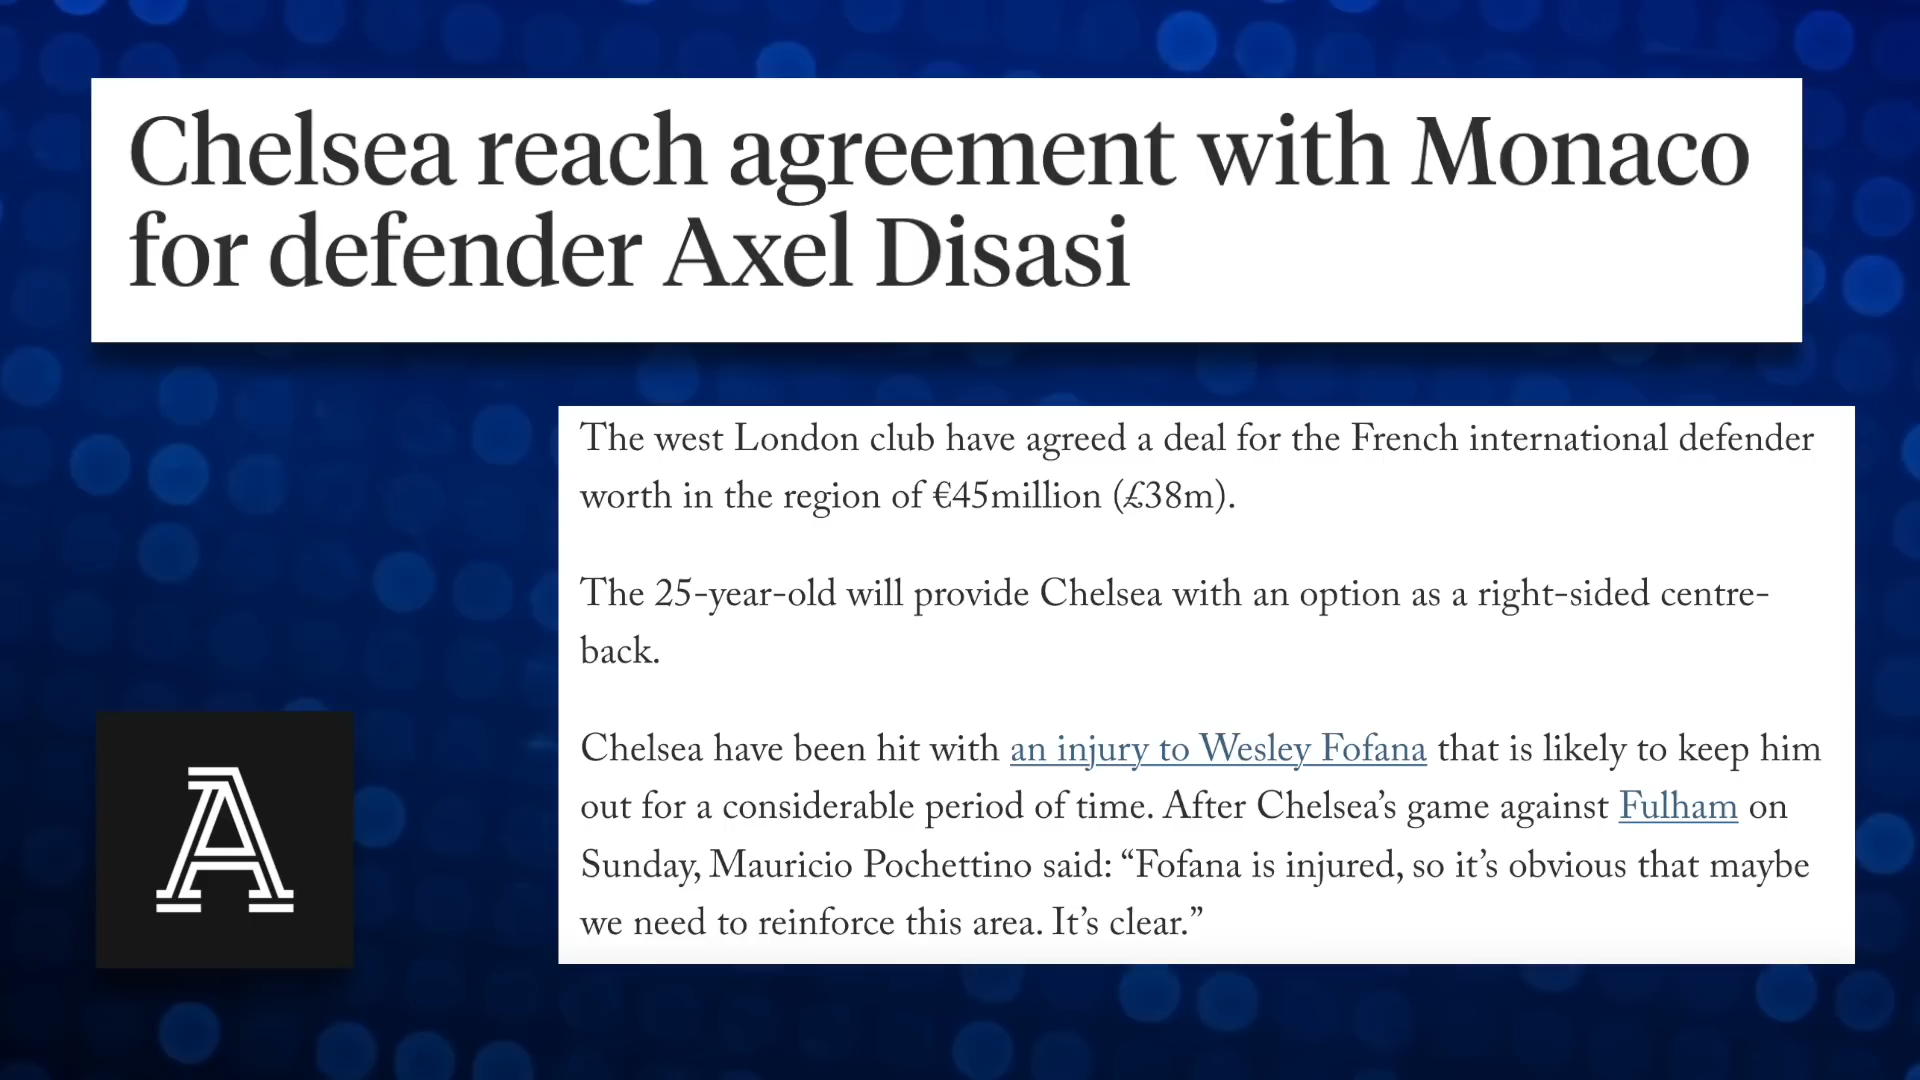 Chelsea reach agreement with Monaco
for defender Axel Disasi
The west London club have agreed a deal for the French international defender
worth in the region of €45million (£38m).
The 25-year-old will provide Chelsea with an option as a right-sided centre-
back.
Chelsea have been hit with an injury to Wesley Fofana that is likely to keep him
out for a considerable period of time. After Chelsea’s game against Fulham on
Sunday, Mauricio Pochettino said: “Fofana is injured, so it’s obvious that maybe
we need to reinforce this area. It’s clear.”
A